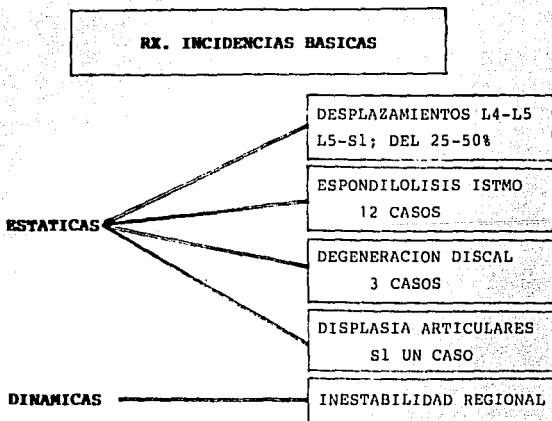 RX. INCIDENCIAS BASICAS
DESPLAZAMIENTOS L4-L5
L5-S1; DEL 25-50%
ESPONDILOLISIS ISTMO
12 CASOS
ESTATICAS
DEGENERACION DISCAL
3 CASOS
DISPLASIA ARTICULARES
S1 UN CASO
DINAMICAS
INESTABILIDAD REGIONAL